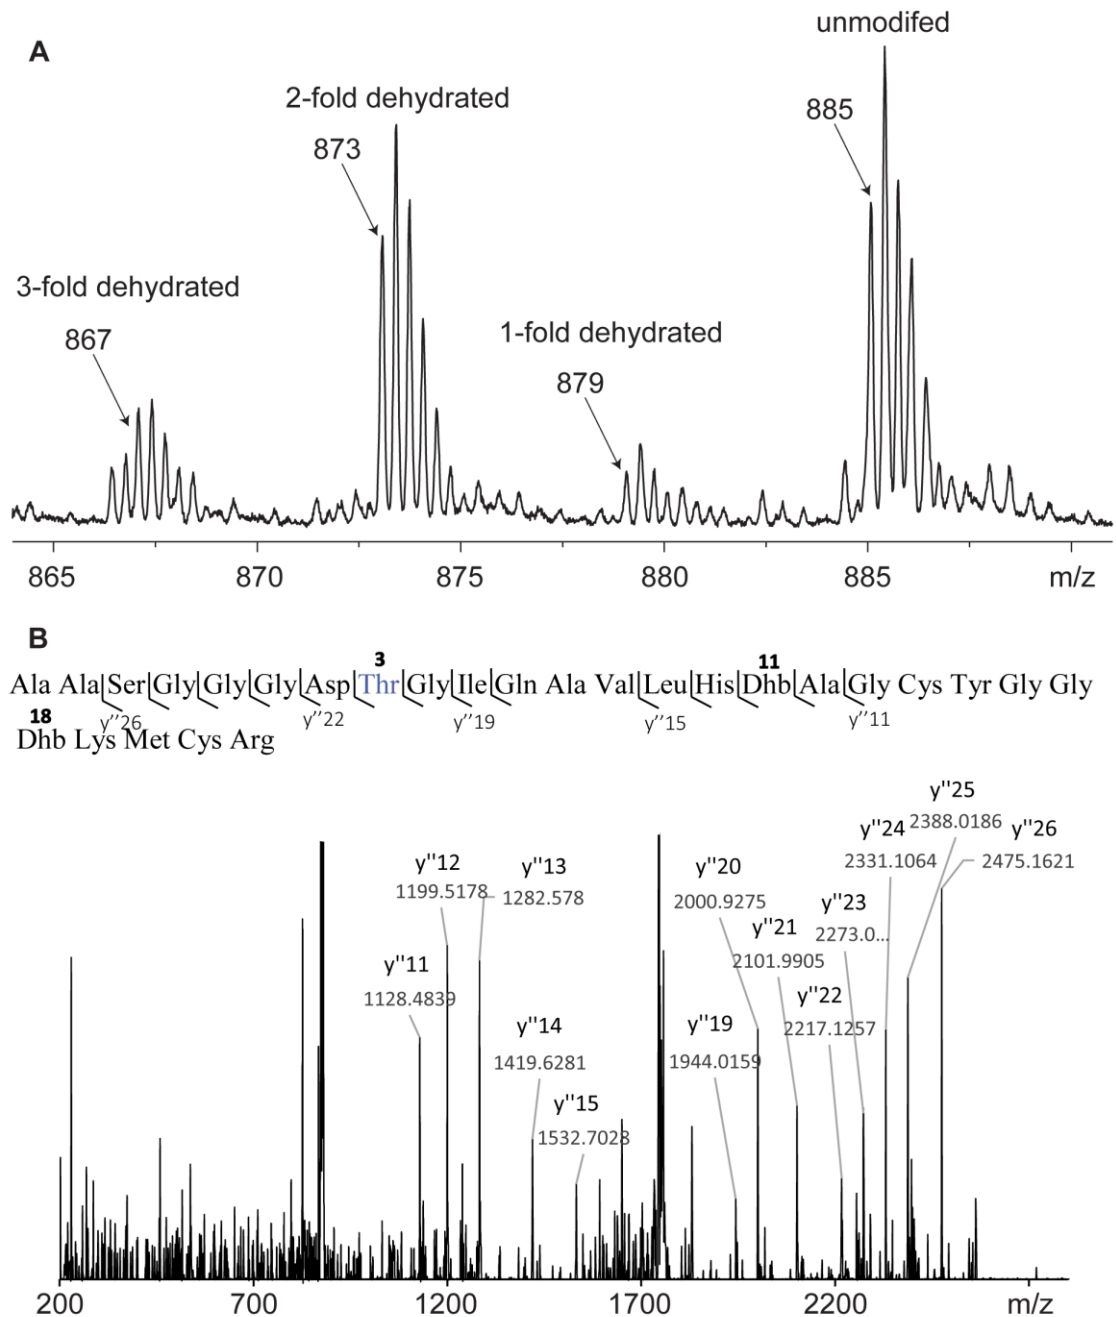 A
unmodifed
2-fold dehydrated
873
885
3-fold dehydrated
867
1-fold dehydrated
879
865 870 875 880 885 m/z
B
3 11
Ala Ala Ser Gly Gly Gly Asp Thr Gly Ile Gln Ala Val Leu His Dhb Ala Gly Cys Tyr Gly Gly
y''26 y''22 y''19 y''15 y''11
18
Dhb Lys Met Cys Arg
y''25
2388.0186
y''24
2331.1064
y''26
2475.1621
y''12
1199.5178
y''13
1282.578
y''20
2000.9275
y''23
2273.0...
y''21
2101.9905
y''11
1128.4839
y''22
2217.1257
y''14
1419.6281
y''19
1944.0159
y''15
1532.7028
200 700 1200 1700 2200 m/z